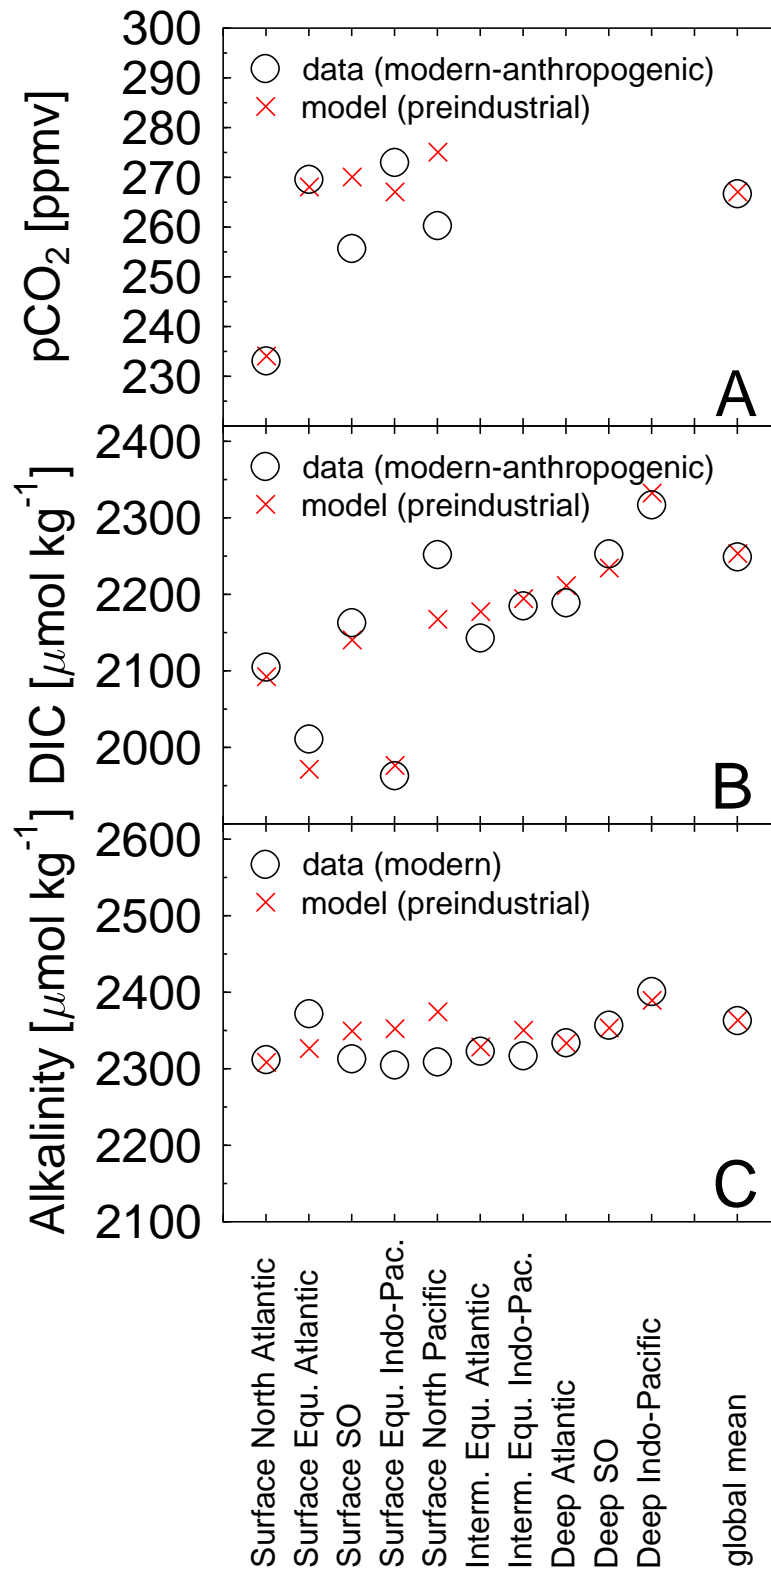 pCO2 [ppmv]
300
290
280
270
260
250
240
230
data (modern-anthropogenic)
model (preindustrial)
A
DIC [μmol kg-1]
2400
2300
2200
2100
2000
data (modern-anthropogenic)
model (preindustrial)
B
Alkalinity [μmol kg-1]
2600
2500
2400
2300
2200
2100
data (modern)
model (preindustrial)
C
Surface North Atlantic
Surface Equ. Atlantic
Surface SO
Surface Equ. Indo-Pac.
Surface North Pacific
Interm. Equ. Atlantic
Interm. Equ. Indo-Pac.
Deep Atlantic
Deep SO
Deep Indo-Pacific
global mean